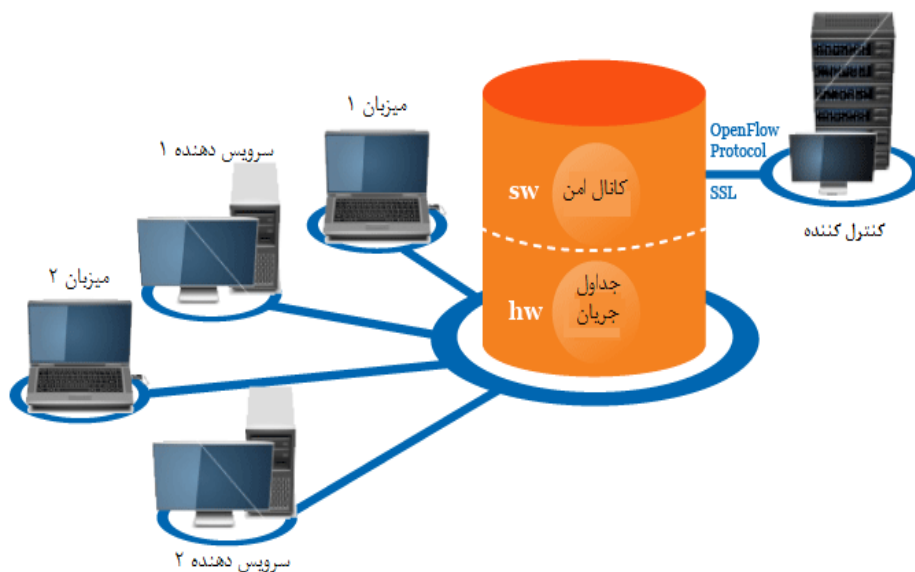 میزبان ۱
سرویس دهنده ۱
میزبان ۲
سرویس دهنده ۲
sw
کانال امن
hw
جداول
جریان
OpenFlow
Protocol
SSL
کنترل کننده